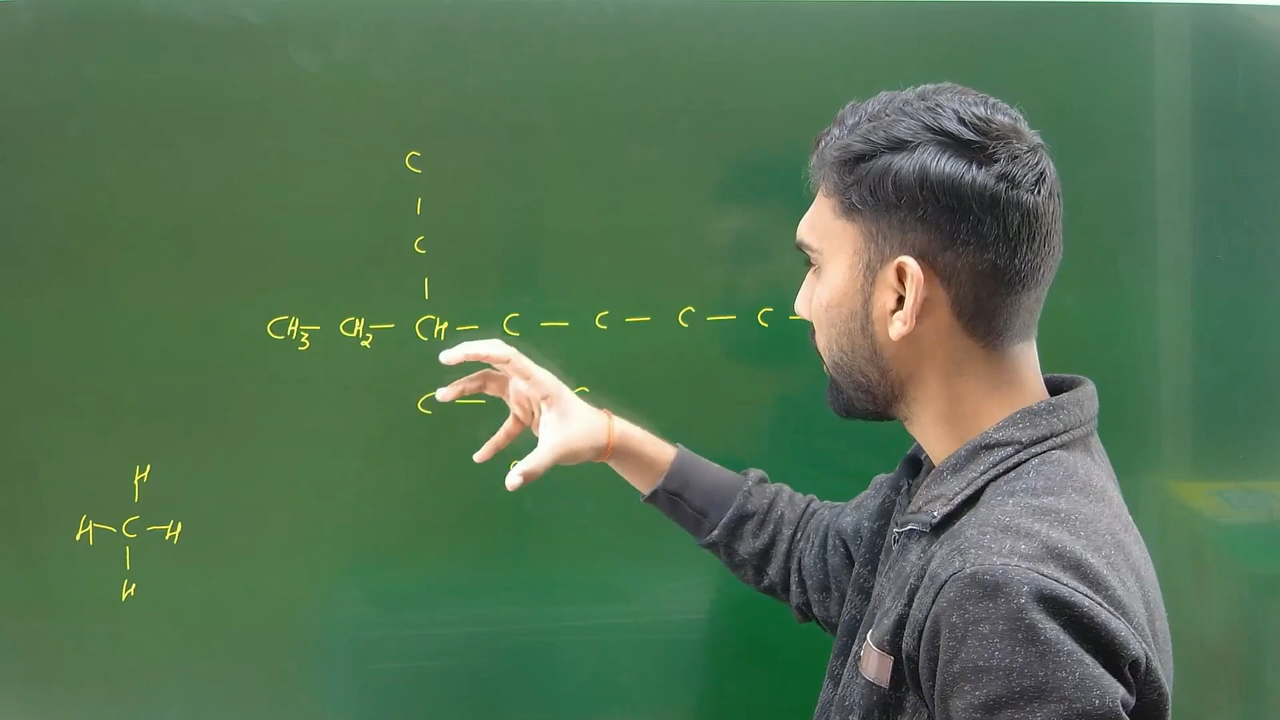 C
|
C
|
CH3 — CH2 — CH — C — C — C — C —
C —
H
H — C — H
|
H